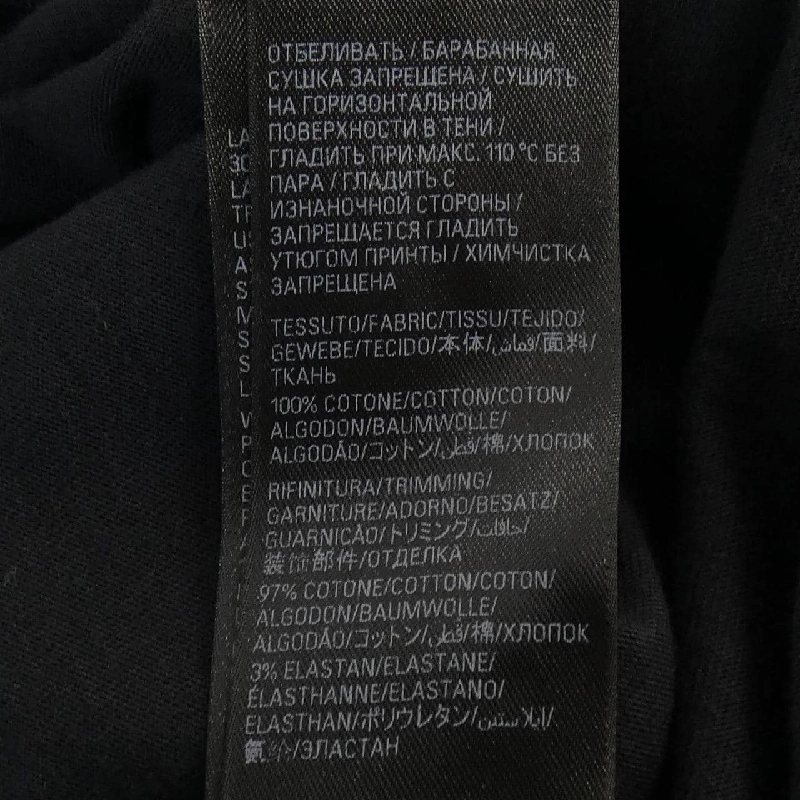 ОТБЕЛИВАТЬ / БАРАБАННАЯ
СУШКА ЗАПРЕЩЕНА / СУШИТЬ
НА ГОРИЗОНТАЛЬНОЙ
ПОВЕРХНОСТИ В ТЕНИ /
ГЛАДИТЬ ПРИ МАКС. 110 °C БЕЗ
ПАРА / ГЛАДИТЬ С
ИЗНАНОЧНОЙ СТОРОНЫ /
ЗАПРЕЩАЕТСЯ ГЛАДИТЬ
УТЮГОМ ПРИНТЫ / ХИМЧИСТКА
ЗАПРЕЩЕНА
TESSUTO/FABRIC/TISSU/TEJIDO/
GEWEBE/TECIDO/本体/قماش/面料/
ТКАНЬ
100% COTONE/COTTON/COTON/
ALGODON/BAUMWOLLE/
ALGODÃO/コットン/قطن/棉/ХЛОПОК
RIFINITURA/TRIMMING/
GARNITURE/ADORNO/BESATZ/
GUARNICÃO/トリミング/حافات/
装饰部件/ОТДЕЛКА
97% COTONE/COTTON/COTON/
ALGODON/BAUMWOLLE/
ALGODÃO/コットン/قطن/棉/ХЛОПОК
3% ELASTAN/ELASTANE/
ÉLASTHANNE/ELASTANO/
ELASTHAN/ポリウレタン/إيلاستين/
氨纶/ЭЛАСТАН